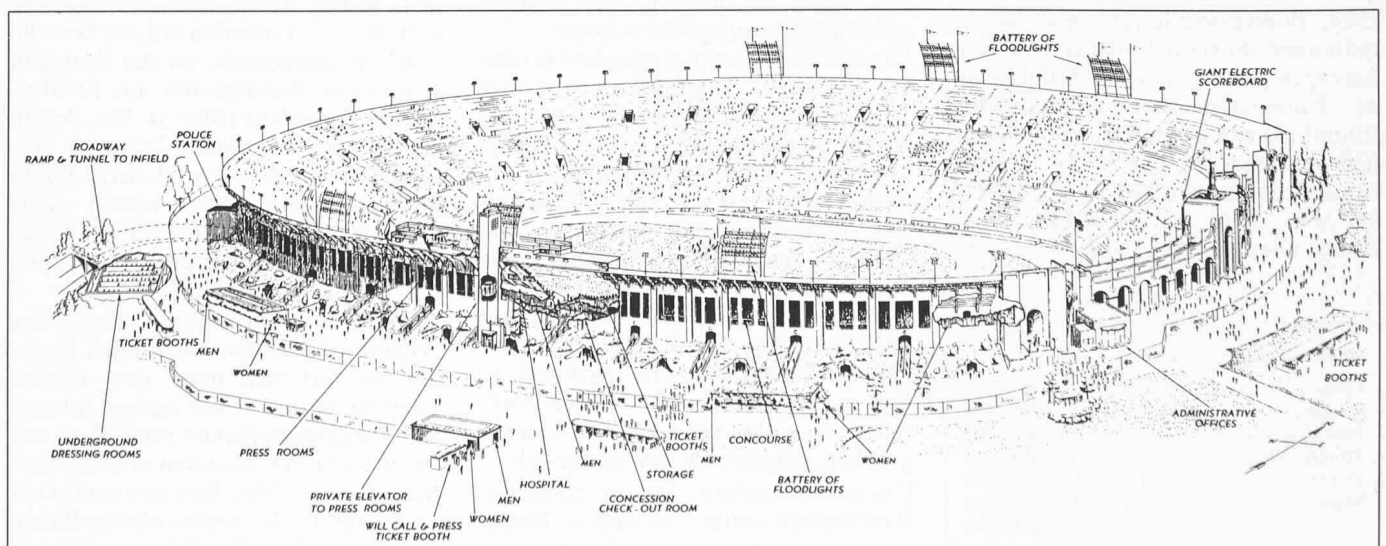 BATTERY OF
FLOODLIGHTS
GIANT ELECTRIC
SCOREBOARD
POLICE
STATION
ROADWAY
RAMP & TUNNEL TO INFIELD
TICKET BOOTHS
MEN
WOMEN
UNDERGROUND
DRESSING ROOMS
PRESS ROOMS
PRIVATE ELEVATOR
TO PRESS ROOMS
WILL CALL & PRESS
TICKET BOOTH
WOMEN
MEN
HOSPITAL
MEN
CONCESSION
CHECK-OUT ROOM
STORAGE
TICKET
BOOTHS
MEN
CONCOURSE
BATTERY OF
FLOODLIGHTS
WOMEN
ADMINISTRATIVE
OFFICES
TICKET
BOOTHS